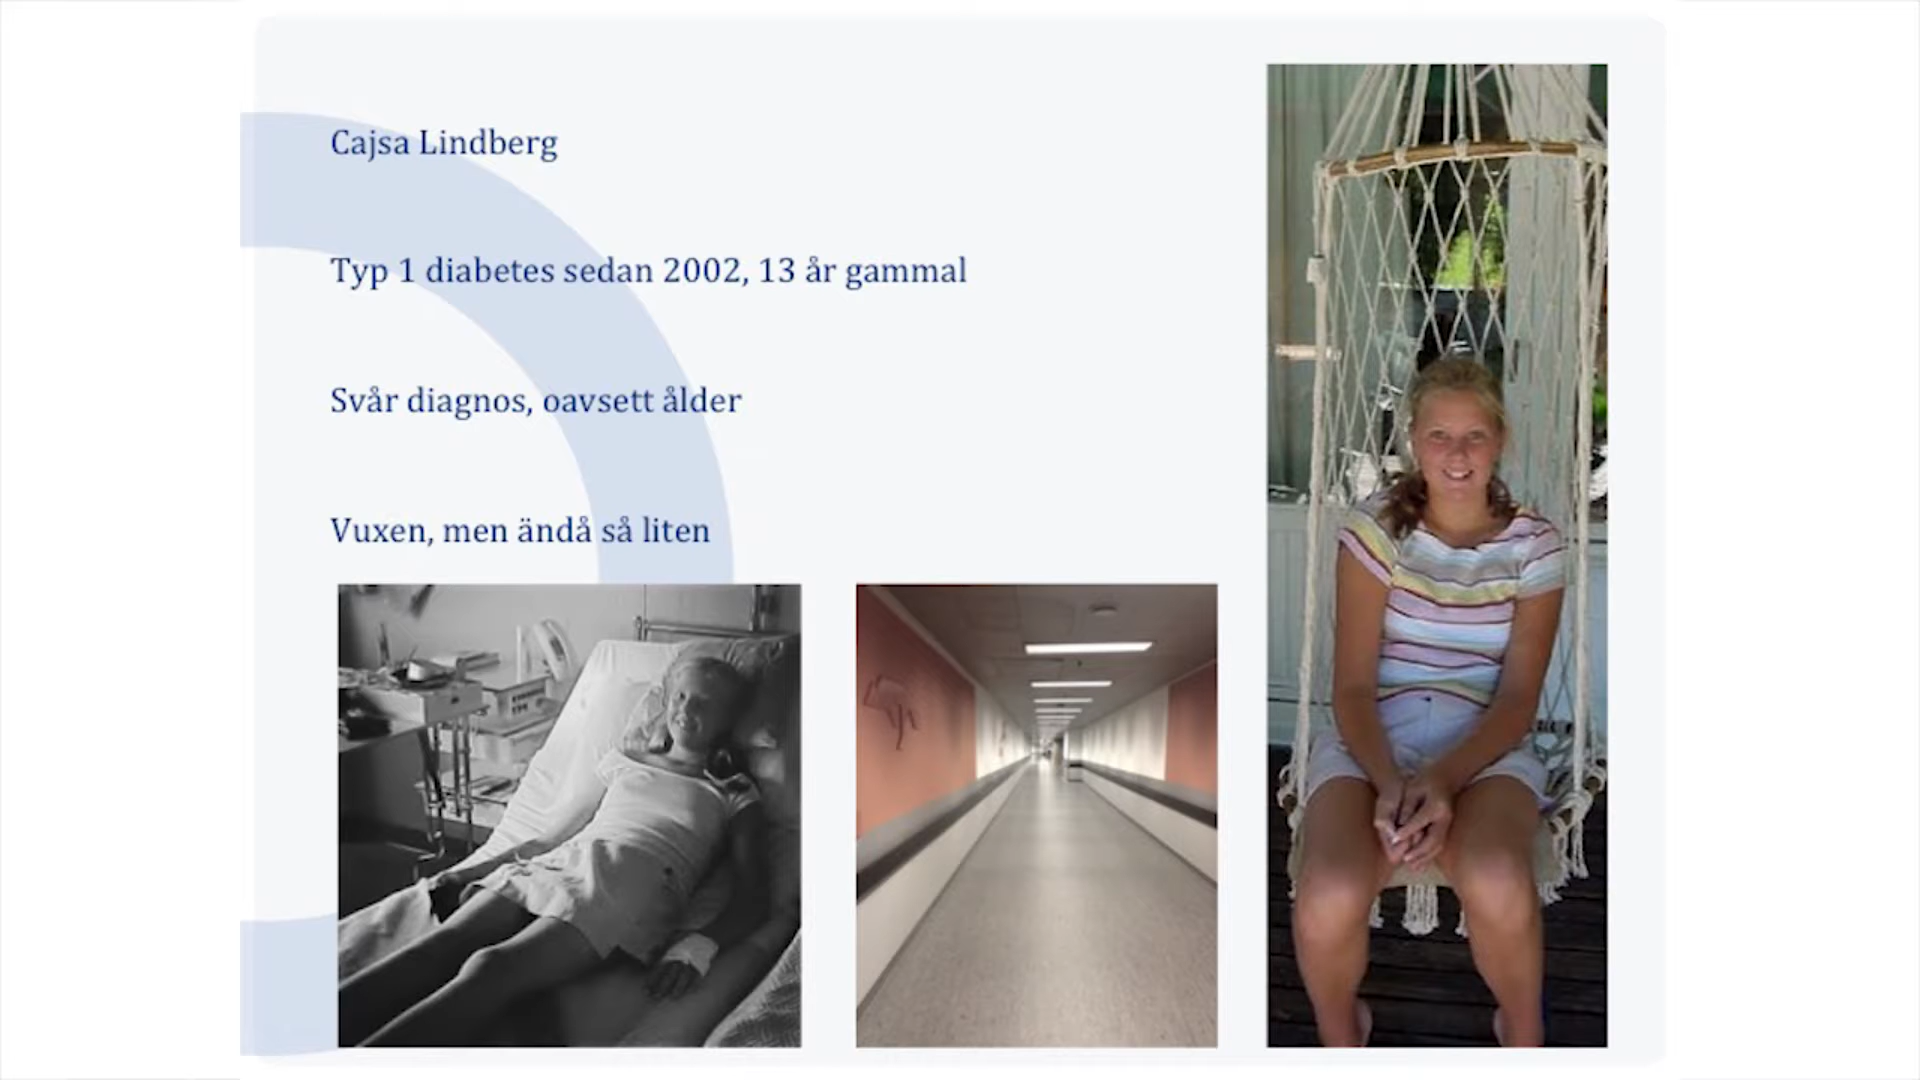 Cajsa Lindberg
Typ 1 diabetes sedan 2002, 13 år gammal
Svår diagnos, oavsett ålder
Vuxen, men ändå så liten